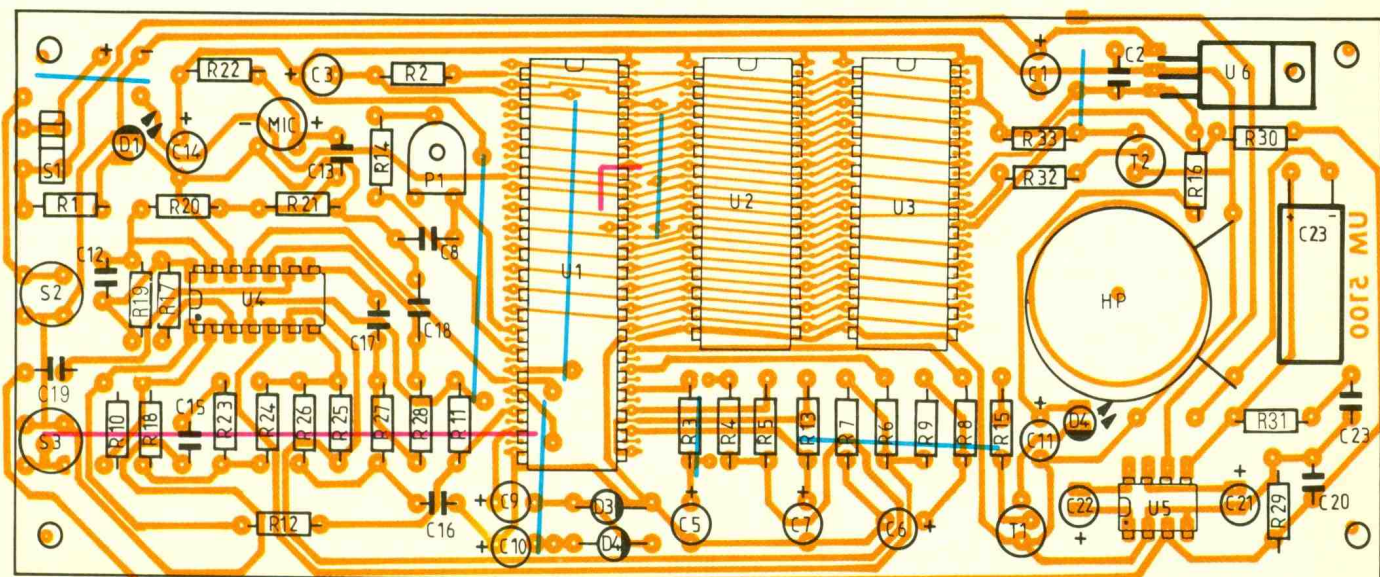 + -
R22
+ C3
R2
+ C1
C2
U6
S1
D1
+
C14
- MIC +
C13
R14
P1
R33
R32
T2
R16
R30
R1
R20
R21
C8
U1
U2
U3
+ -
C23
UM 5100
C12
S2
R19
R17
U4
C17
C18
HP
C19
S3
R10
R18
C15
R23
R24
R26
R25
R27
R28
R11
R3
R4
R5
R13
R7
R6
R9
R8
R15
+
C11
D4
R31
C23
R12
C16
+ C9
D3
+ C10
D4
+
C5
+
C7
C6 +
T1
C22
+
U5
+
C21
R29
C20